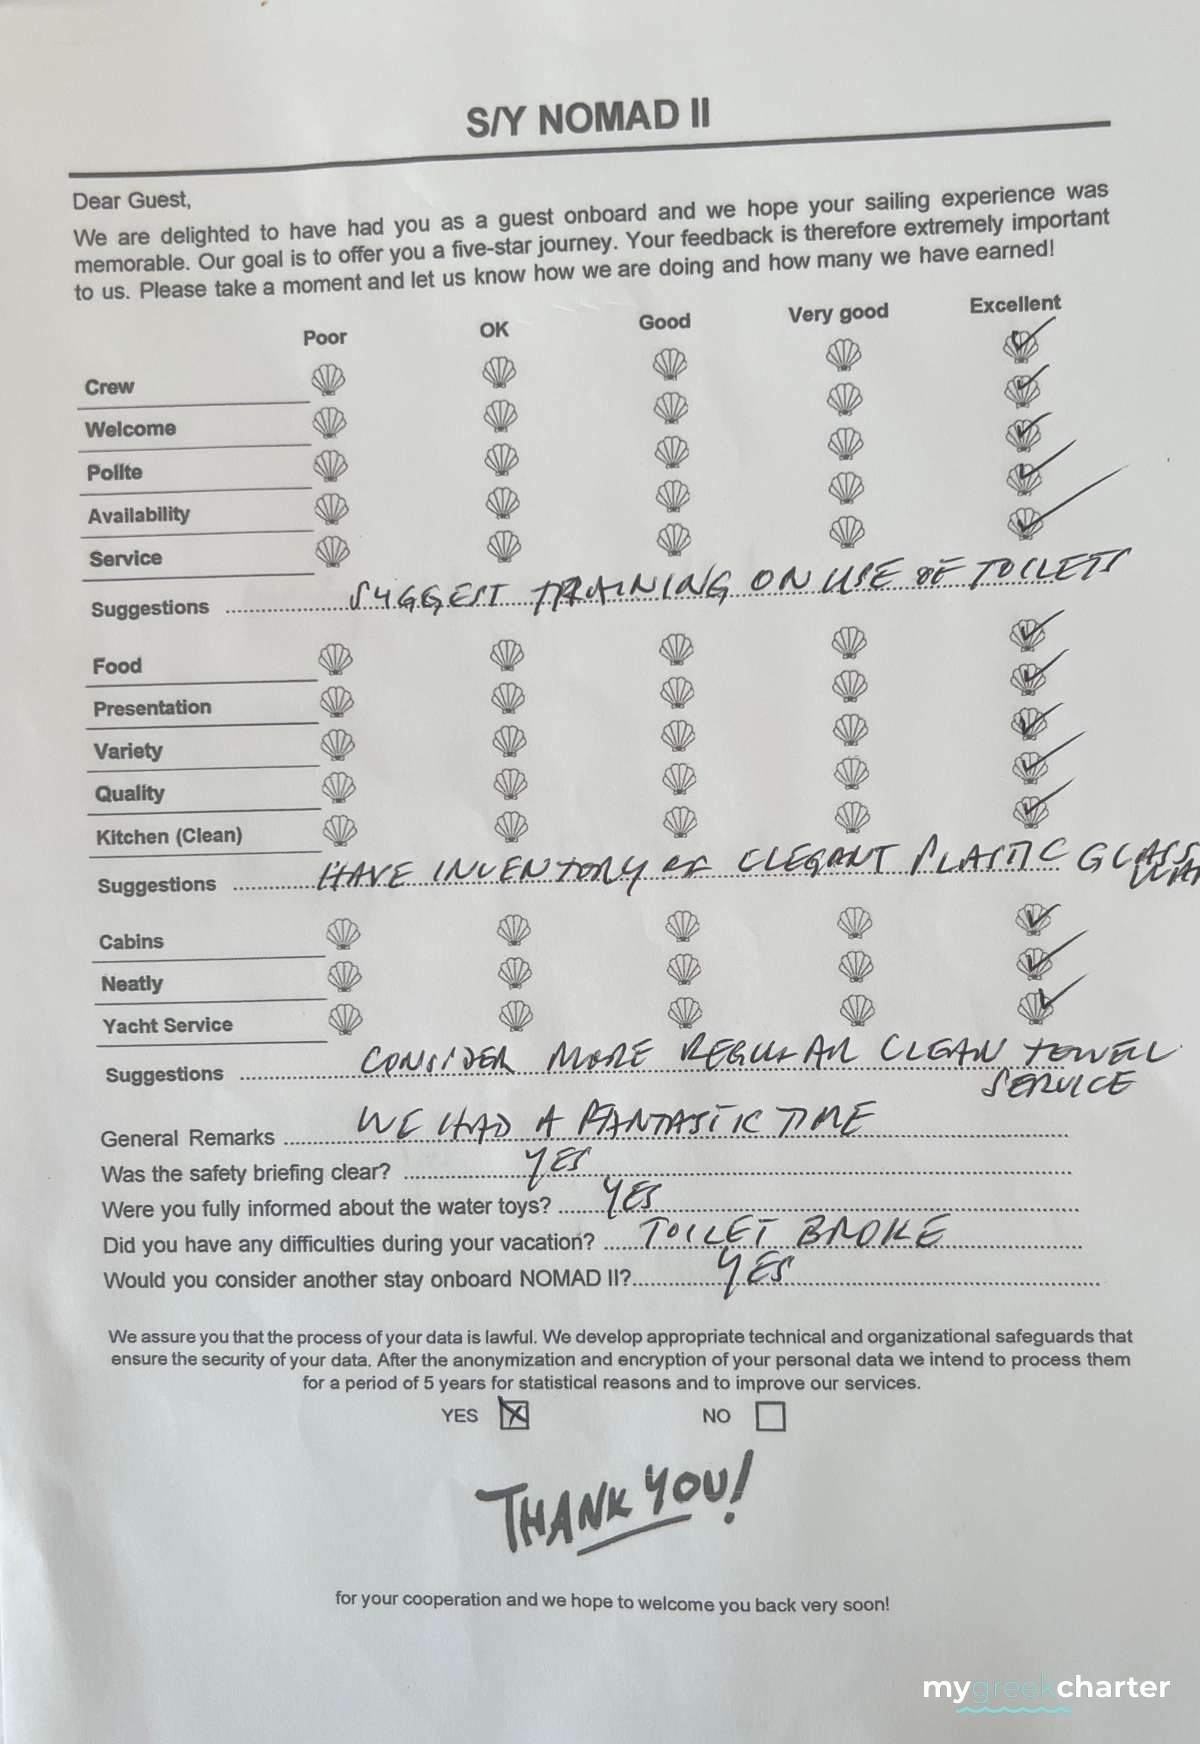 S/Y NOMAD II
Dear Guest,
We are delighted to have had you as a guest onboard and we hope your sailing experience was
memorable. Our goal is to offer you a five-star journey. Your feedback is therefore extremely important
to us. Please take a moment and let us know how we are doing and how many we have earned!
Poor OK Good Very good Excellent
Crew
Welcome
Polite
Availability
Service
Suggestions SUGGEST TRAINING ON USE OF TOILETS
Food
Presentation
Variety
Quality
Kitchen (Clean)
Suggestions HAVE INVENTORY OF ELEGANT PLASTIC GLASS
Cabins
Neatly
Yacht Service
Suggestions CONSIDER MORE REGULAR CLEAN TOWELL
SERVICE
General Remarks WE HAD A FANTASTIC TIME
Was the safety briefing clear? YES
Were you fully informed about the water toys? YES
Did you have any difficulties during your vacation? TOILET BROKE
Would you consider another stay onboard NOMAD II? YES
We assure you that the process of your data is lawful. We develop appropriate technical and organizational safeguards that
ensure the security of your data. After the anonymization and encryption of your personal data we intend to process them
for a period of 5 years for statistical reasons and to improve our services.
YES NO
THANK YOU!
for your cooperation and we hope to welcome you back very soon!
mygreekcharter